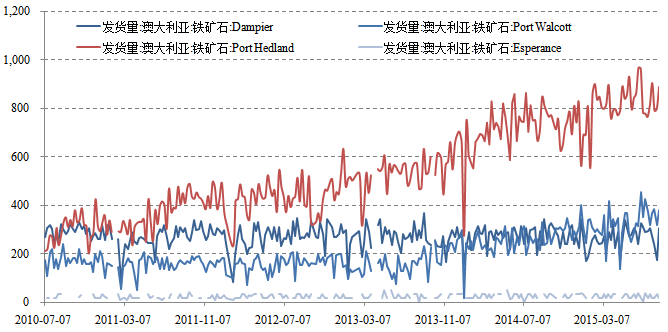 1,200
发货量:澳大利亚:铁矿石:Dampier
发货量:澳大利亚:铁矿石:Port Walcott
发货量:澳大利亚:铁矿石:Port Hedland
发货量:澳大利亚:铁矿石:Esperance
1,000
800
600
400
200
0
2010-07-07 2011-03-07 2011-11-07 2012-07-07 2013-03-07 2013-11-07 2014-07-07 2015-03-07